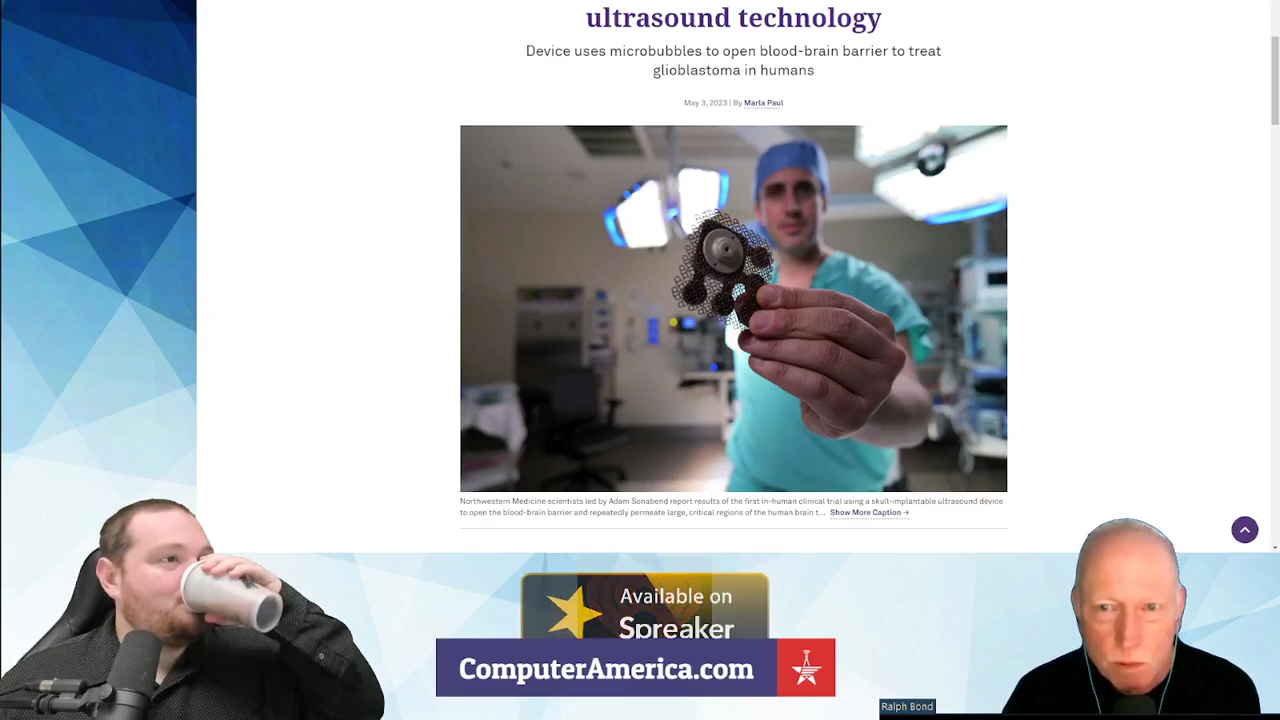 ultrasound technology
Device uses microbubbles to open blood-brain barrier to treat
glioblastoma in humans
May 3, 2023 | By Marla Paul
Northwestern Medicine scientists led by Adam Sonabend report results of the first in-human clinical trial using a skull-implantable ultrasound device
to open the blood-brain barrier and repeatedly permeate large, critical regions of the human brain t... Show More Caption →
Available on
Spreaker
ComputerAmerica.com
Ralph Bond